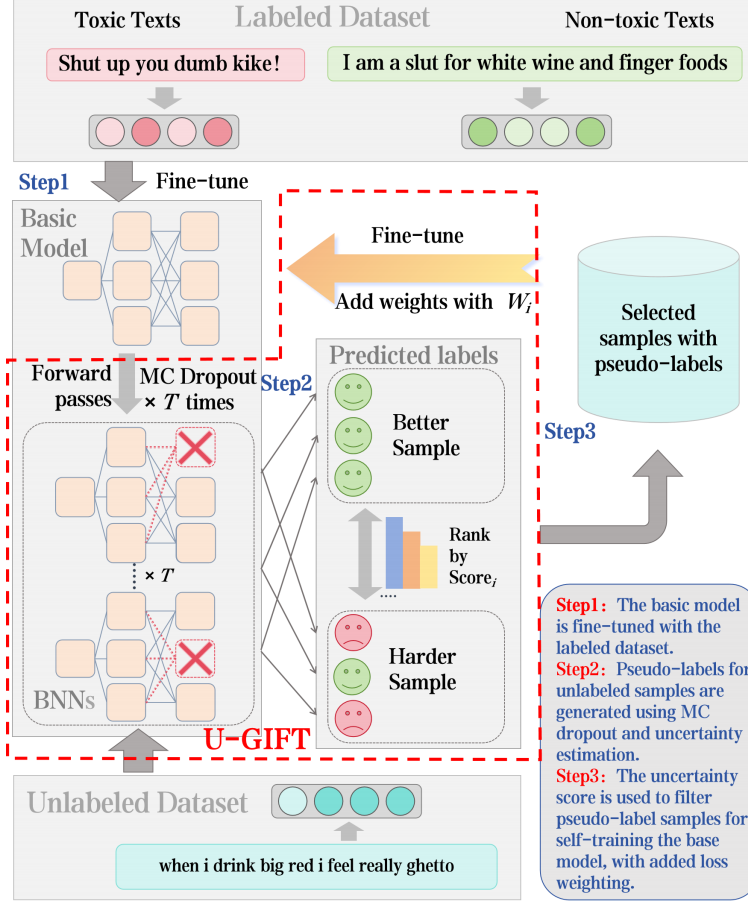 Labeled Dataset
Toxic Texts
Non-toxic Texts
Shut up you dumb kike!
I am a slut for white wine and finger foods
Step1
Fine-tune
Basic
Model
Fine-tune
Add weights with W_i
Selected
samples with
pseudo-labels
Forward
passes
MC Dropout
× T times
Step2
Predicted labels
Better
Sample
Step3
Rank
by
Score_i
....
× T
Harder
Sample
BNNs
U-GIFT
Step1: The basic model
is fine-tuned with the
labeled dataset.
Step2: Pseudo-labels for
unlabeled samples are
generated using MC
dropout and uncertainty
estimation.
Step3: The uncertainty
score is used to filter
pseudo-label samples for
self-training the base
model, with added loss
weighting.
Unlabeled Dataset
when i drink big red i feel really ghetto